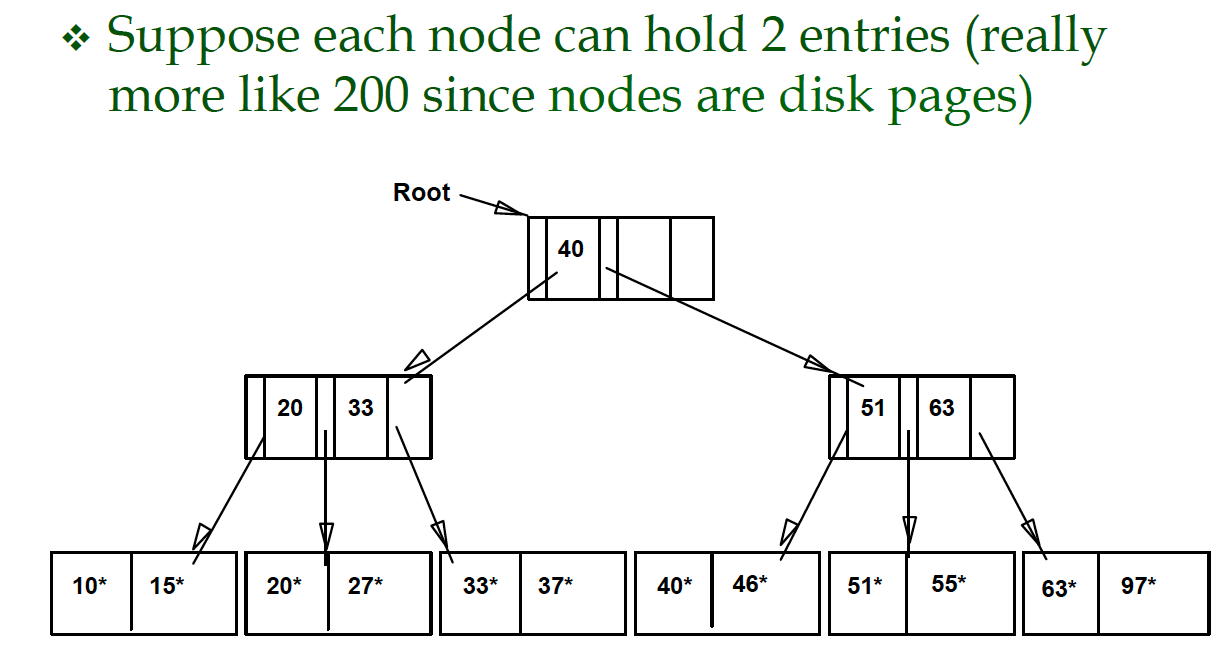 ❖ Suppose each node can hold 2 entries (really
more like 200 since nodes are disk pages)
Root
40
20 33 51 63
10* 15* 20* 27* 33* 37* 40* 46* 51* 55* 63* 97*